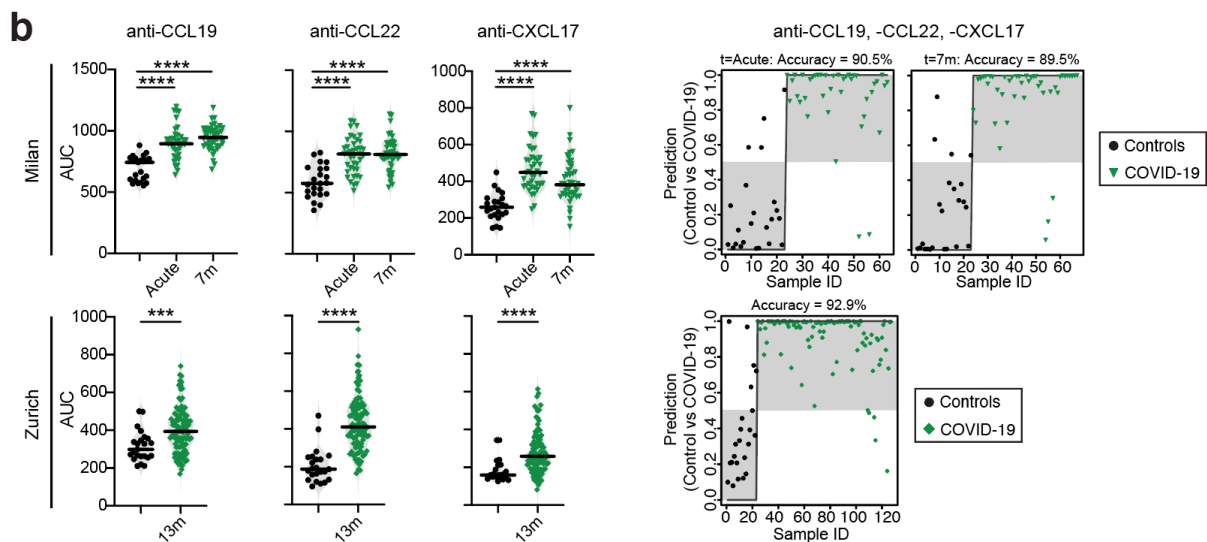 b
anti-CCL19
anti-CCL22
anti-CXCL17
anti-CCL19, -CCL22, -CXCL17
Milan
AUC
1500
1000
500
0
****
****
Acute
7m
****
****
Acute
7m
1000
800
600
400
200
0
****
****
Acute
7m
t=Acute: Accuracy = 90.5%
Prediction
(Control vs COVID-19)
0.0 0.2 0.4 0.6 0.8 1.0
0 10 20 30 40 50 60
Sample ID
t=7m: Accuracy = 89.5%
0.0 0.2 0.4 0.6 0.8 1.0
0 10 20 30 40 50 60
Sample ID
Controls
COVID-19
Zurich
AUC
1000
800
600
400
200
0
***
13m
****
13m
****
13m
Accuracy = 92.9%
Prediction
(Control vs COVID-19)
0.0 0.2 0.4 0.6 0.8 1.0
0 20 40 60 80 100 120
Sample ID
Controls
COVID-19